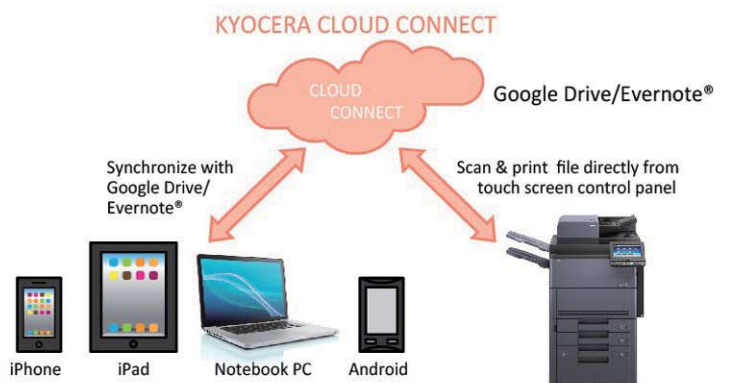 KYOCERA CLOUD CONNECT
CLOUD
CONNECT
Google Drive/Evernote®
Synchronize with
Google Drive/
Evernote®
Scan & print file directly from
touch screen control panel
iPhone
iPad
Notebook PC
Android